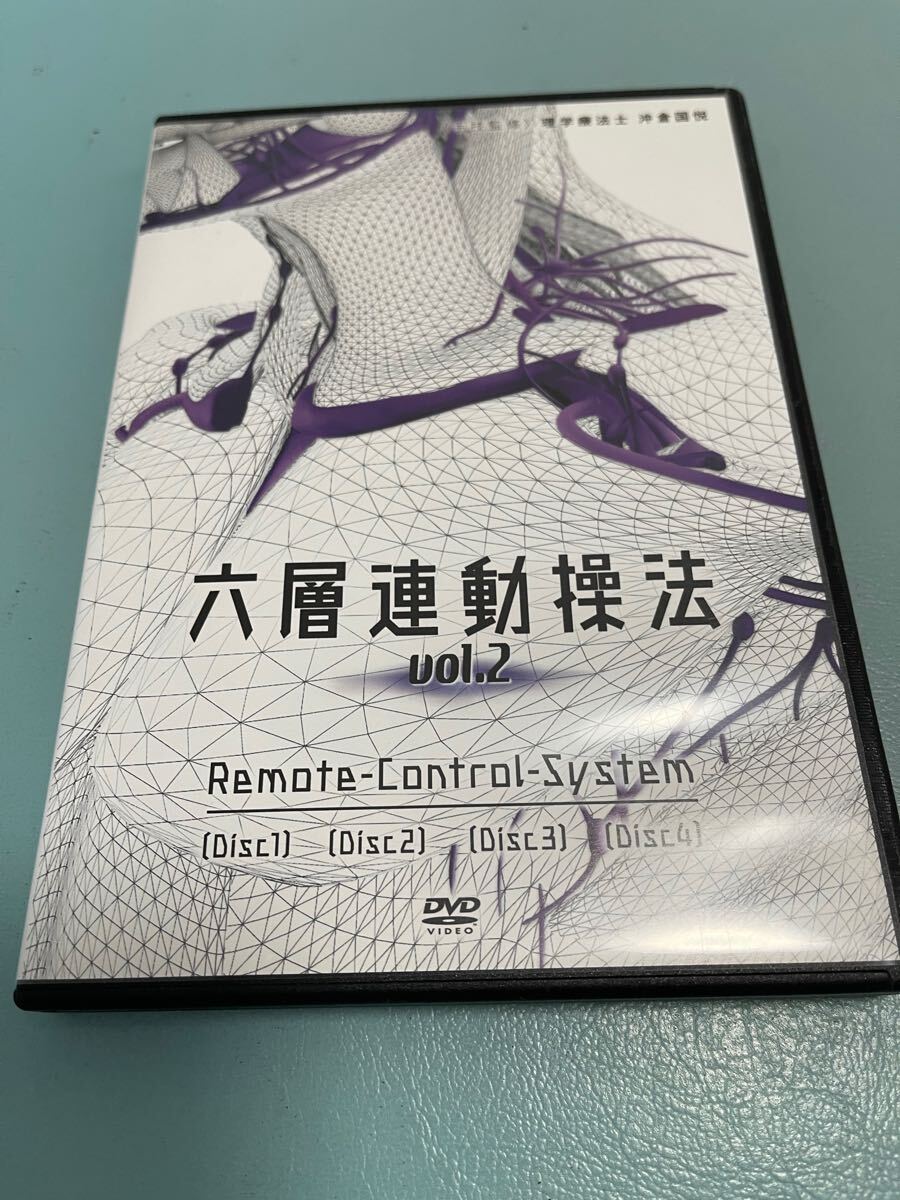 理学療法士 沖倉国悦
六層連動操法
vol.2
Remote-Control-System
(Disc1) (Disc2) (Disc3) (Disc4)
DVD
VIDEO